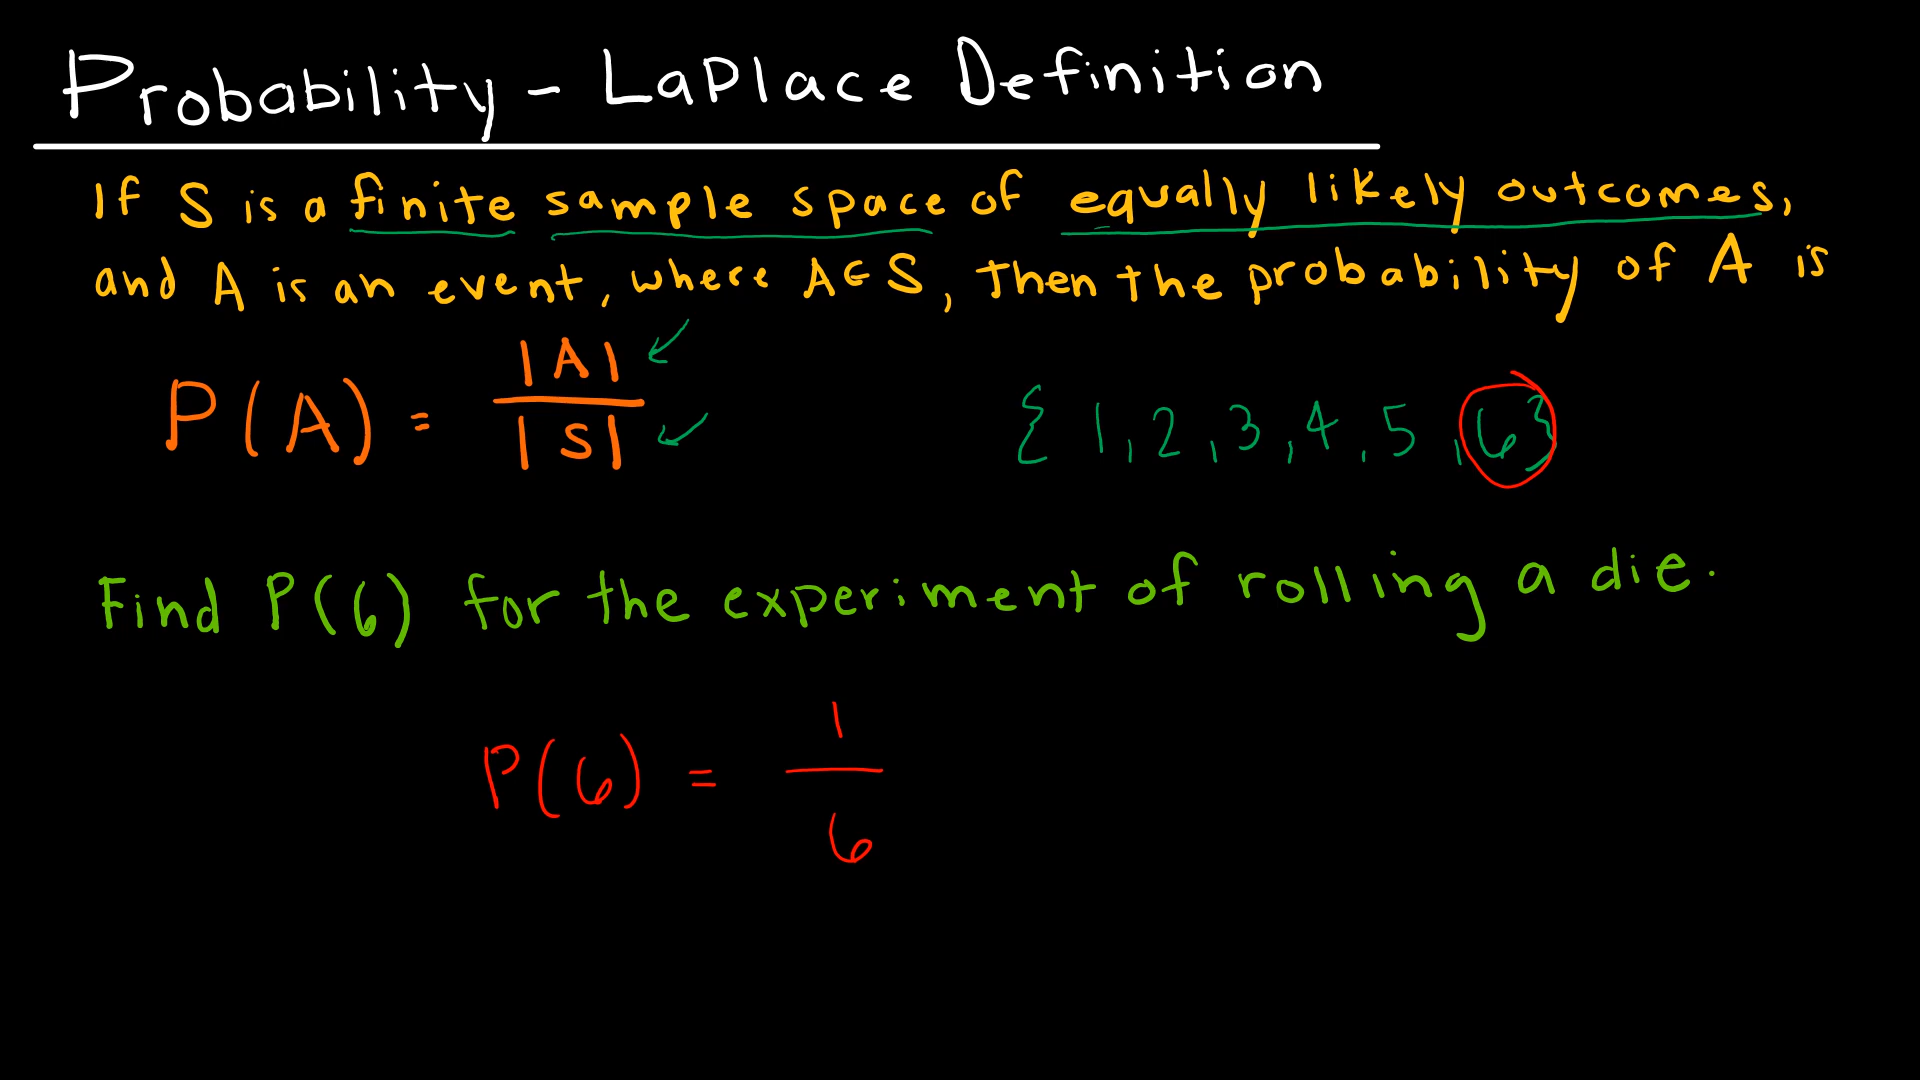 Probability - LaPlace Definition
If S is a finite sample space of equally likely outcomes,
and A is an event, where A∈S, then the probability of A is
P(A) = |A| / |S|
{1,2,3,4,5,6}
Find P(6) for the experiment of rolling a die.
P(6) = 1 / 6